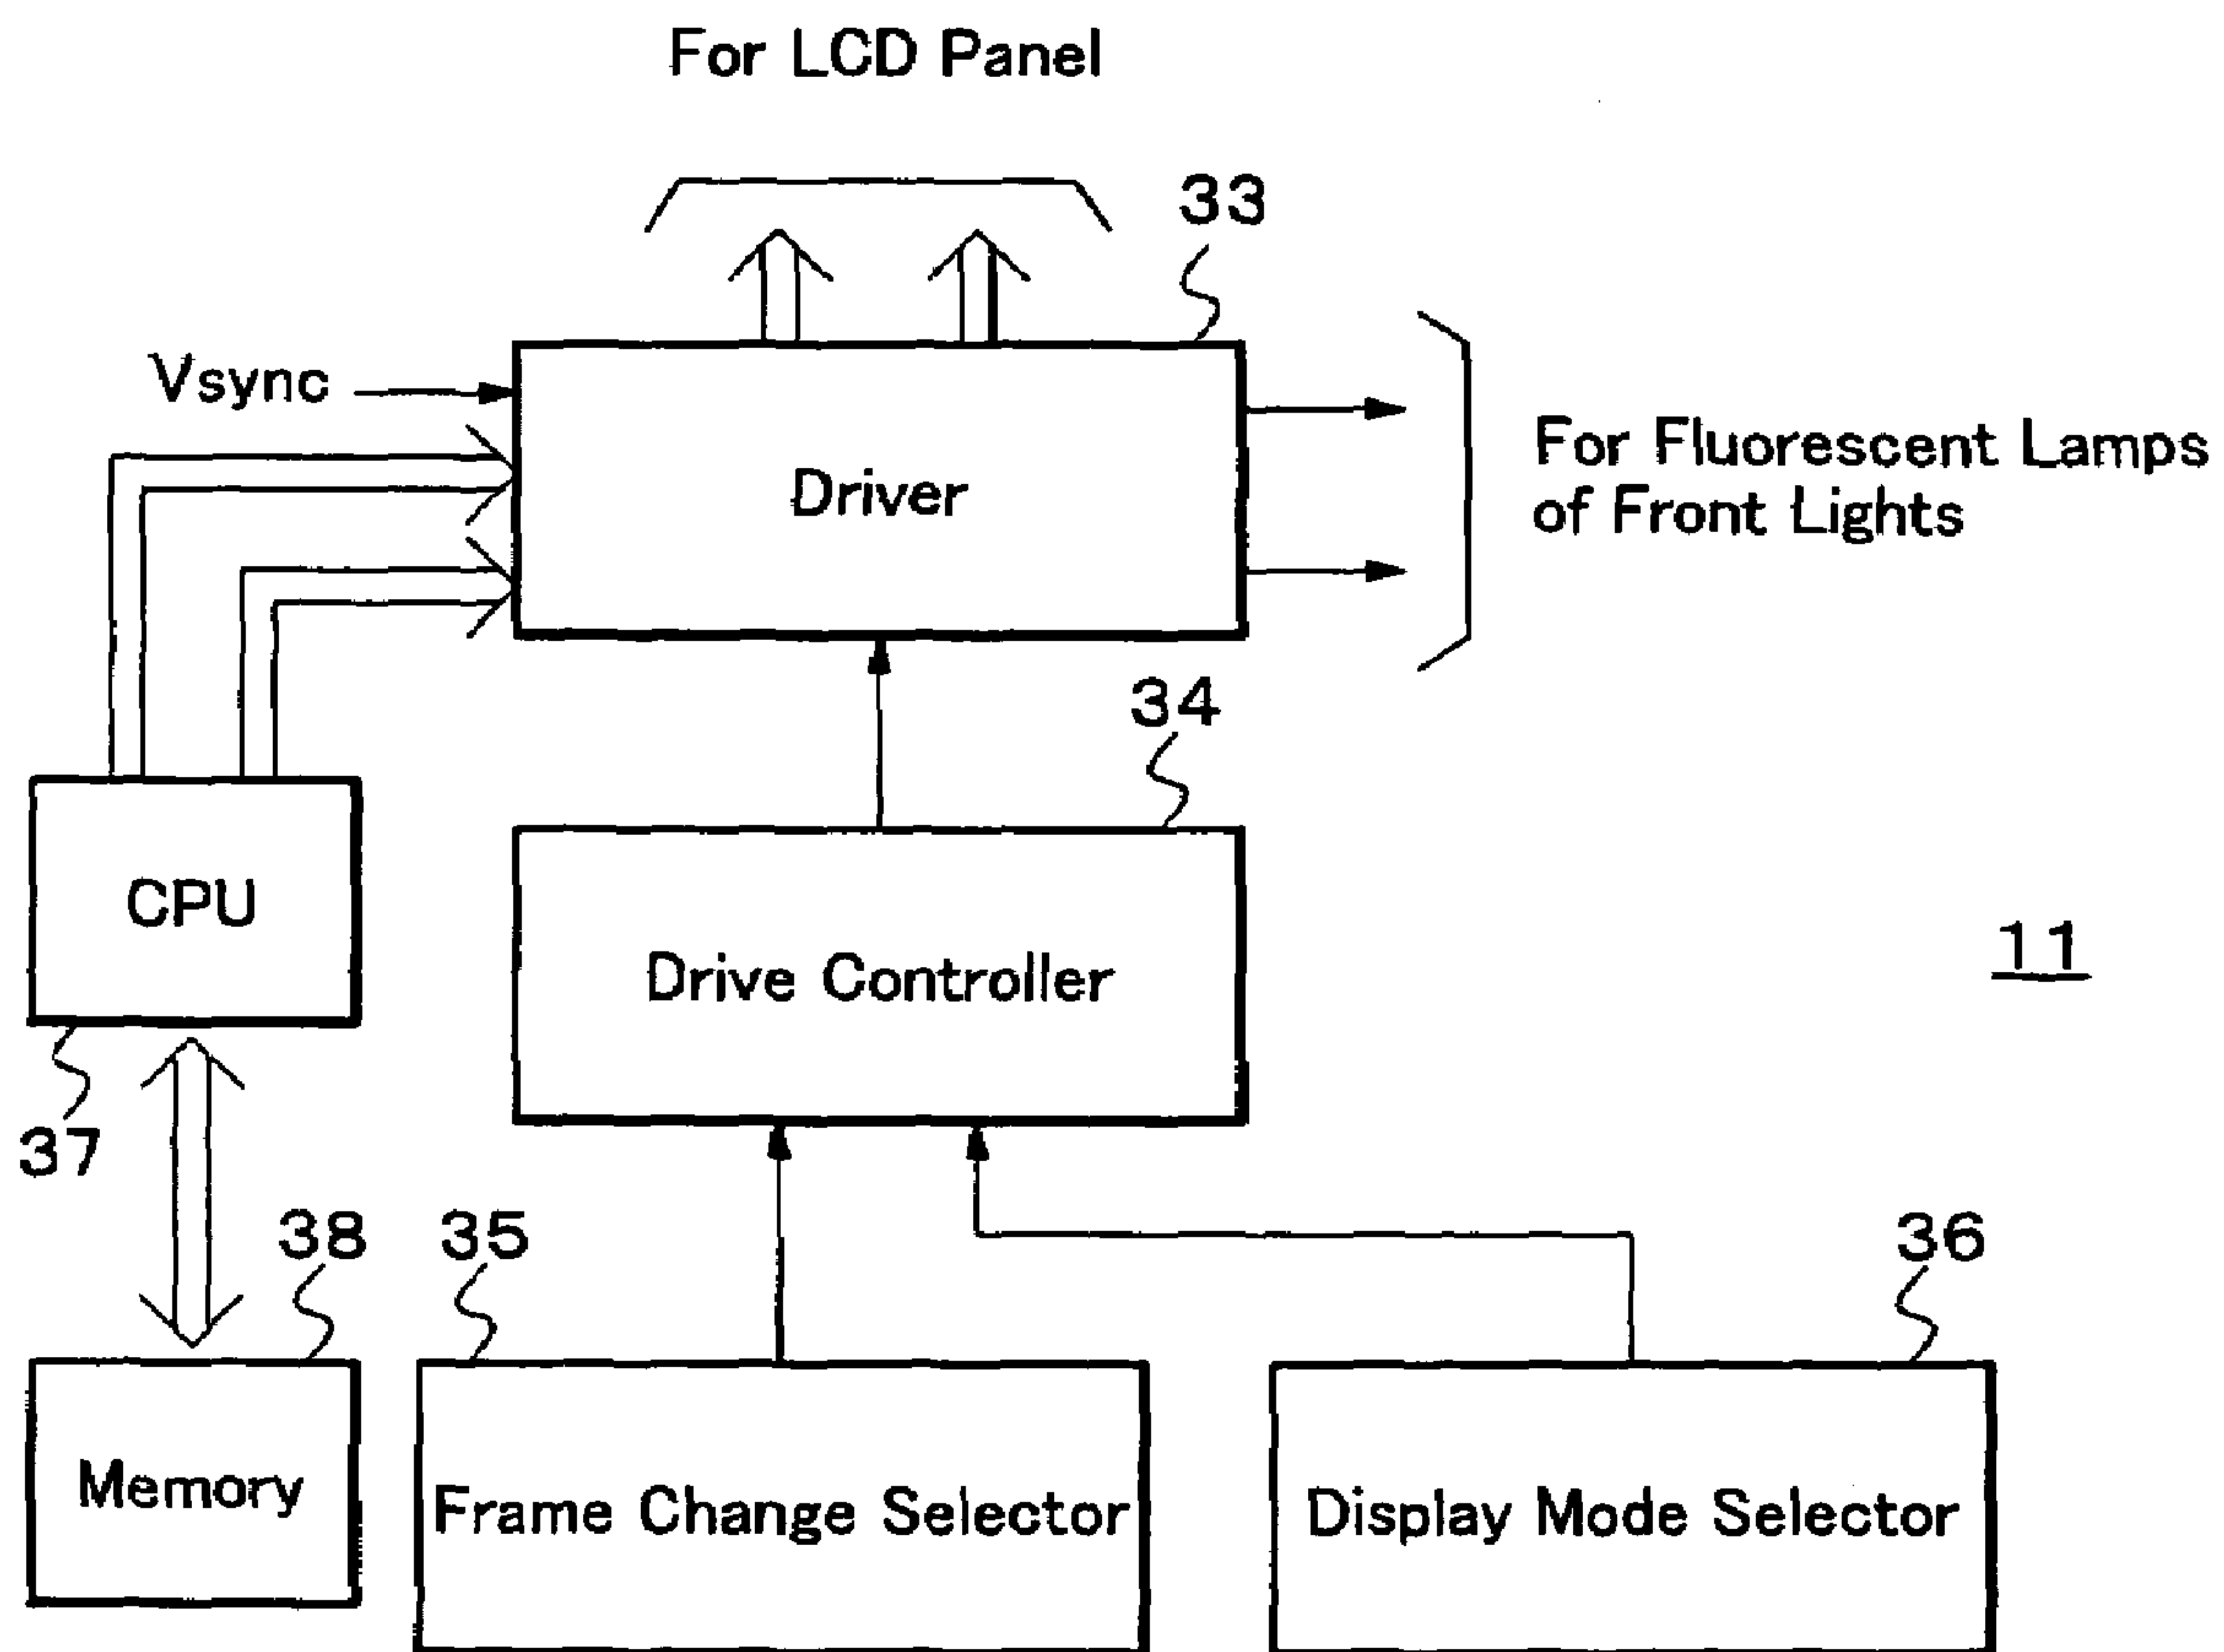 For LCD Panel
33
Vsync
Driver
For Fluorescent Lamps
of Front Lights
34
CPU
Drive Controller
11
37
38
35
36
Memory
Frame Change Selector
Display Mode Selector